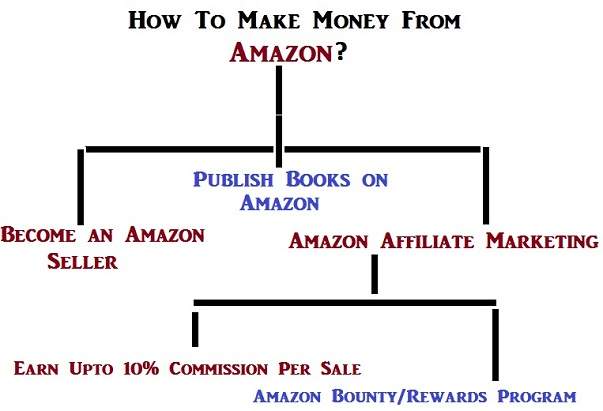 How To Make Money From
Amazon?
Publish Books on
Amazon
Become an Amazon
Seller
Amazon Affiliate Marketing
Earn Upto 10% Commission Per Sale
Amazon Bounty/Rewards Program